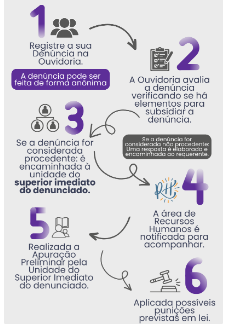 1
Registre a sua
Denúncia na
Ouvidoria.
A denúncia pode ser
feita de forma anônima
2
A Ouvidoria avalia
a denúncia
verificando se há
elementos para
subsidiar a
denúncia.
3
Se a denúncia for
considerada
procedente: é
encaminhada à
unidade do
superior imediato
do denunciado.
Se a denúncia for
considerada não procedente:
Uma resposta é elaborada e
encaminhada ao requerente.
RH
4
A área de
Recursos
Humanos é
notificada para
acompanhar.
5
Realizada a
Apuração
Preliminar pela
Unidade do
Superior Imediato
do denunciado.
6
Aplicada possíveis
punições
previstas em lei.